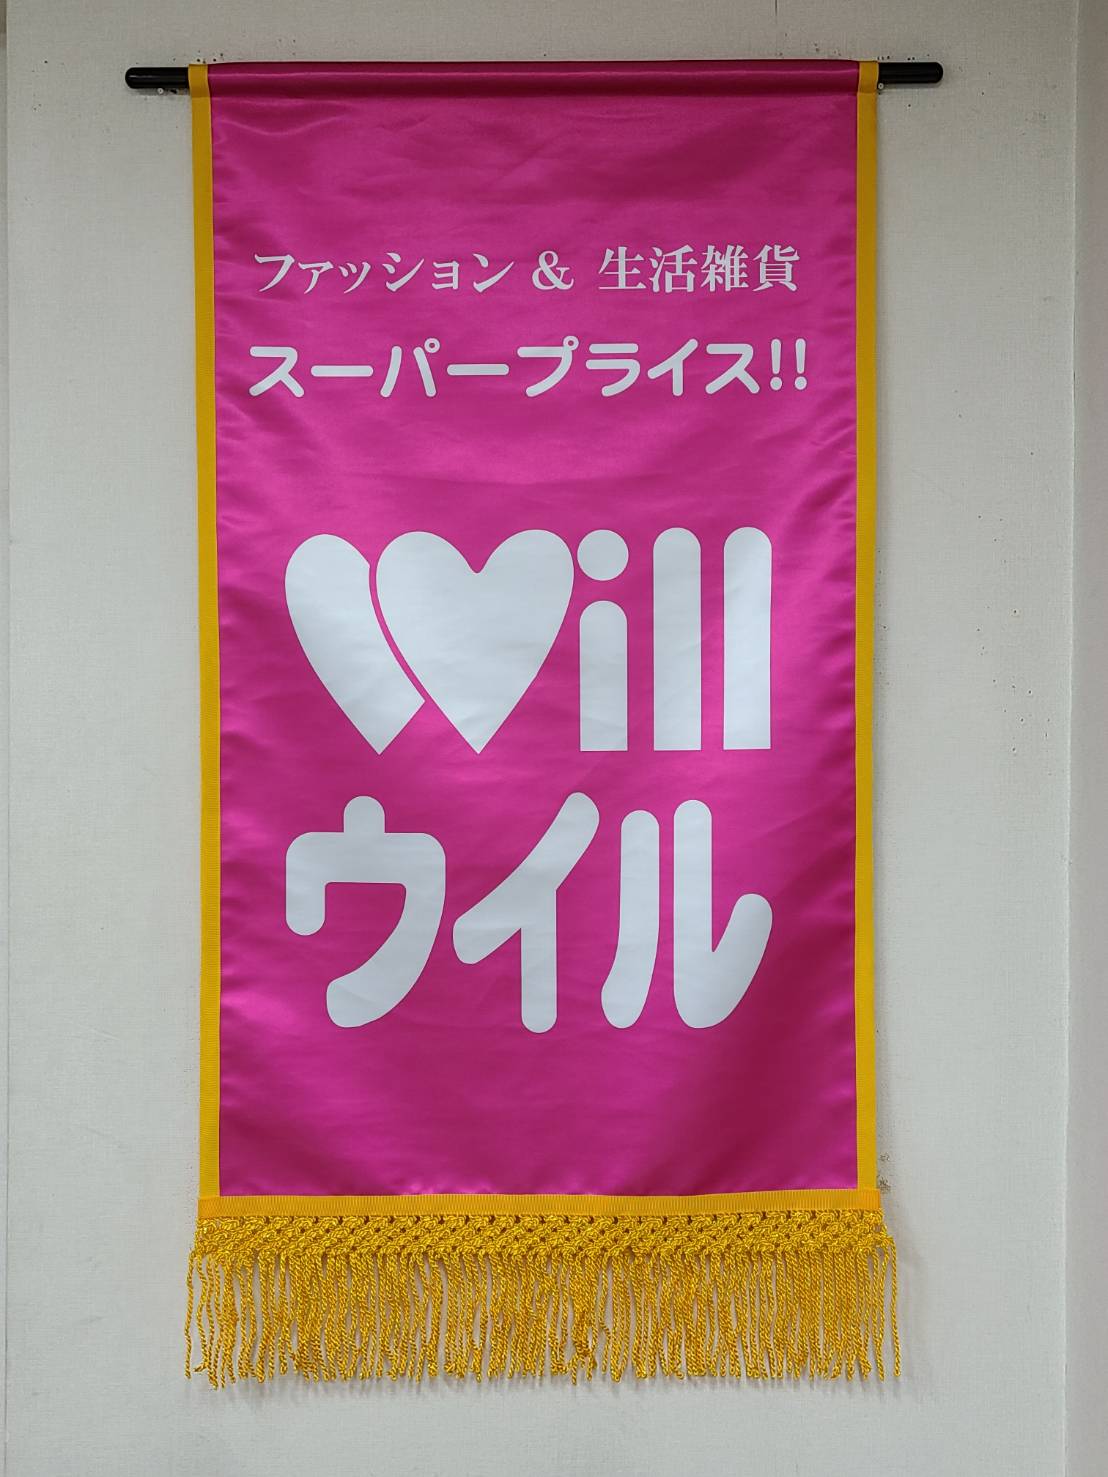 ファッション & 生活雑貨
スーパープライス!!
Will
ウイル